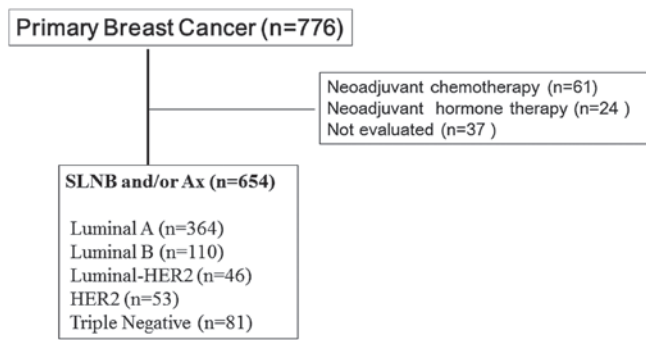 Primary Breast Cancer (n=776)
Neoadjuvant chemotherapy (n=61)
Neoadjuvant hormone therapy (n=24 )
Not evaluated (n=37 )
SLNB and/or Ax (n=654)
Luminal A (n=364)
Luminal B (n=110)
Luminal-HER2 (n=46)
HER2 (n=53)
Triple Negative (n=81)